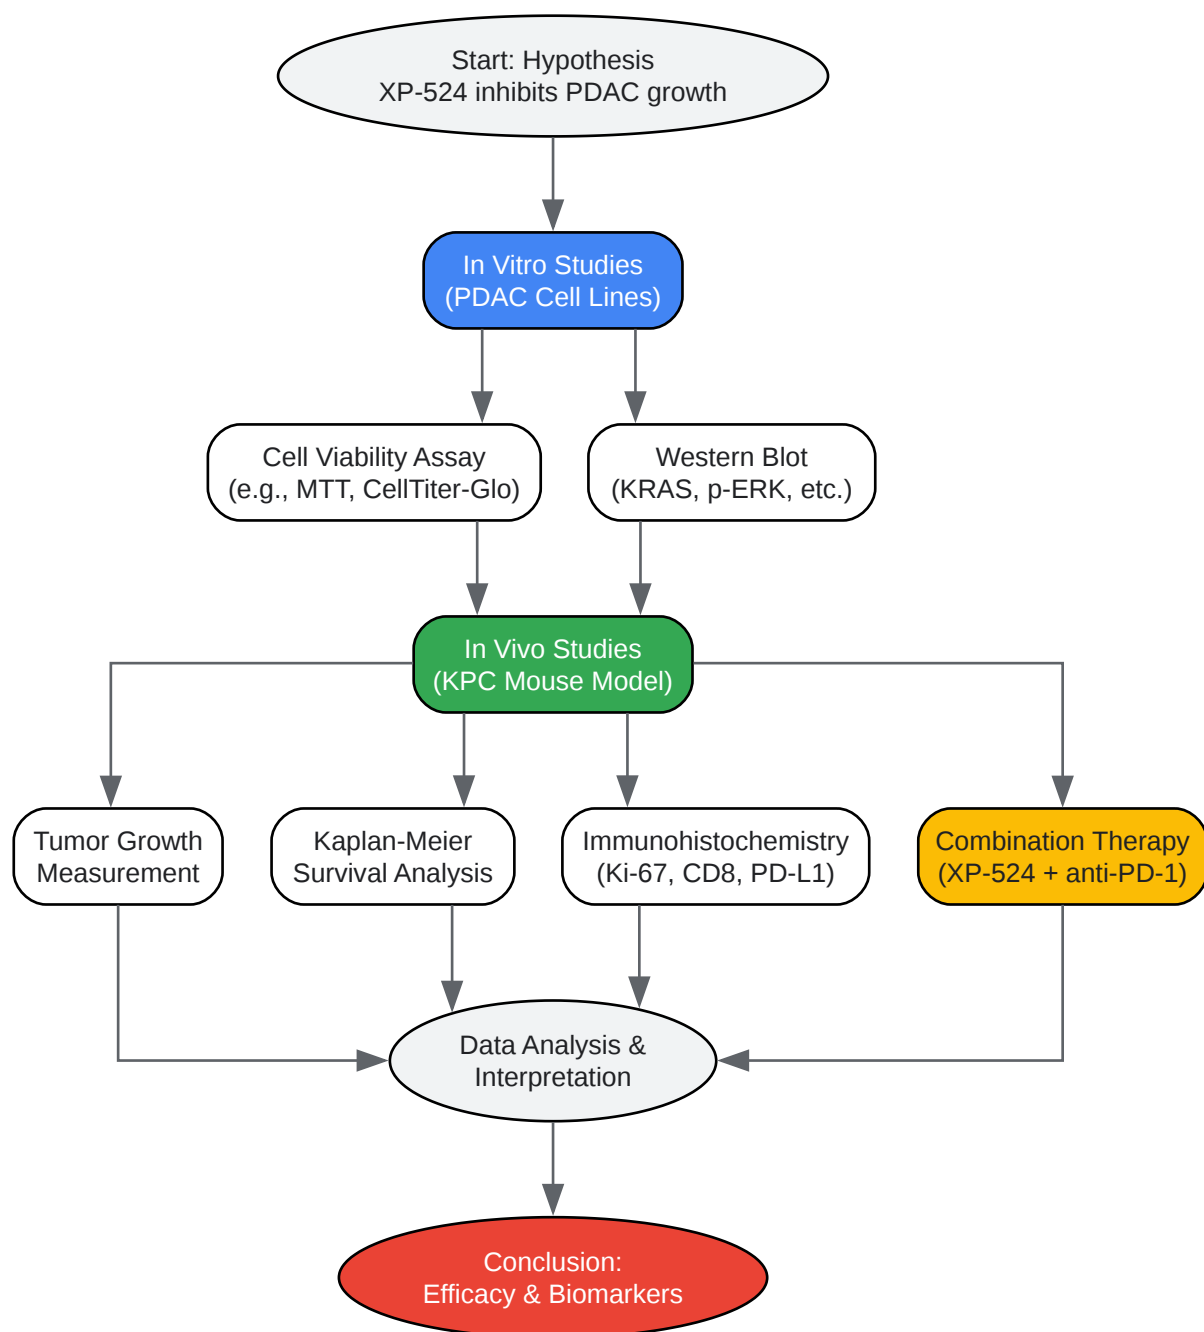 Start: Hypothesis
XP-524 inhibits PDAC growth
In Vitro Studies
(PDAC Cell Lines)
Cell Viability Assay
(e.g., MTT, CellTiter-Glo)
Western Blot
(KRAS, p-ERK, etc.)
In Vivo Studies
(KPC Mouse Model)
Tumor Growth
Measurement
Kaplan-Meier
Survival Analysis
Immunohistochemistry
(Ki-67, CD8, PD-L1)
Combination Therapy
(XP-524 + anti-PD-1)
Data Analysis &
Interpretation
Conclusion:
Efficacy & Biomarkers